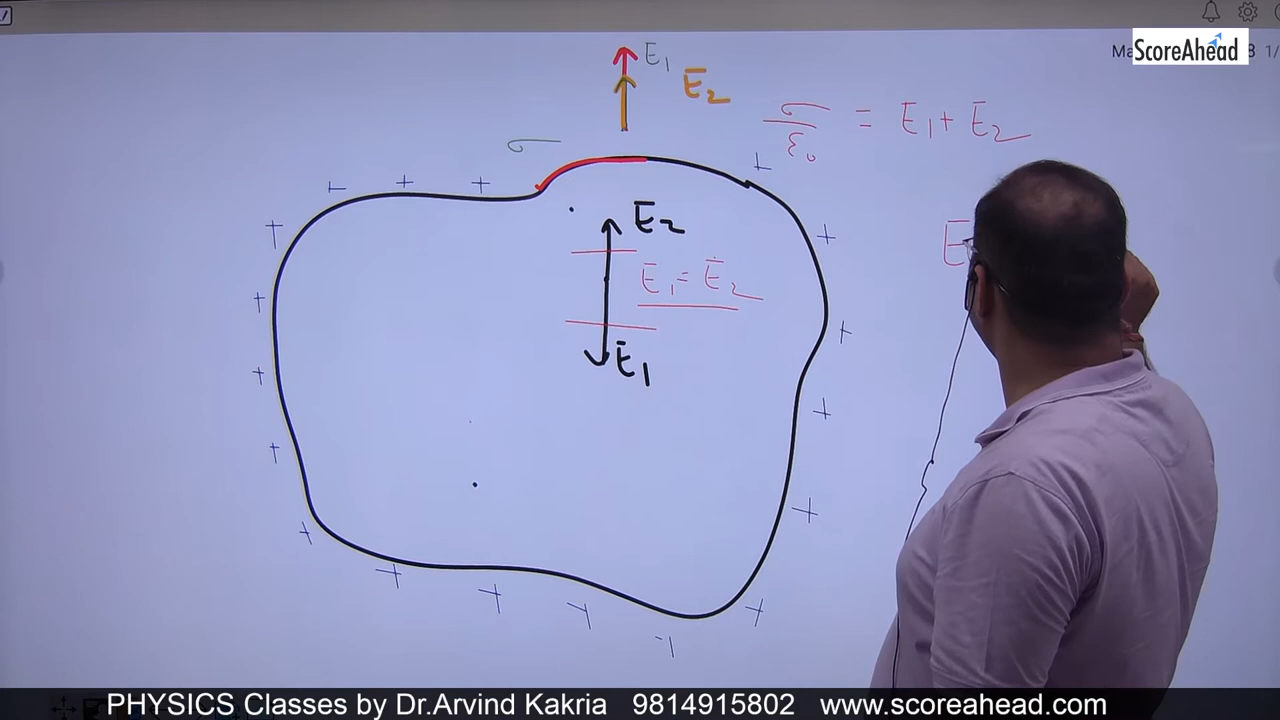 ScoreAhead
E₁
E₂
σ
σ/ε₀ = E₁ + E₂
E₂
E
E₁ = E₂
E₁
PHYSICS Classes by Dr.Arvind Kakria 9814915802 www.scoreahead.com